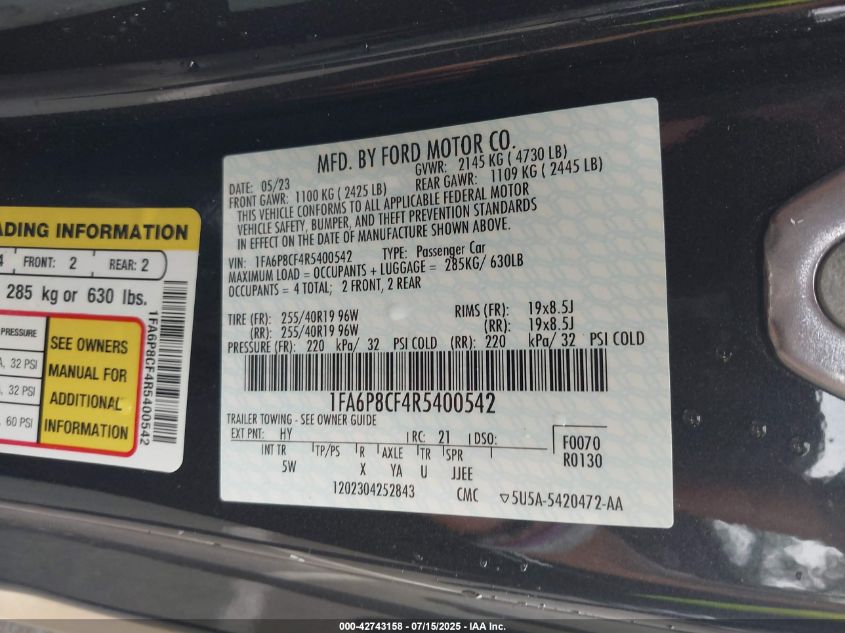 ADING INFORMATION
4 FRONT: 2 REAR: 2
285 kg or 630 lbs.
PRESSURE
, 32 PSI
, 32 PSI
, 60 PSI
SEE OWNERS
MANUAL FOR
ADDITIONAL
INFORMATION
1FA6P8CF4R5400542
MFD. BY FORD MOTOR CO.
DATE: 05/23 GVWR: 2145 KG ( 4730 LB)
FRONT GAWR: 1100 KG ( 2425 LB) REAR GAWR: 1109 KG ( 2445 LB)
THIS VEHICLE CONFORMS TO ALL APPLICABLE FEDERAL MOTOR
VEHICLE SAFETY, BUMPER, AND THEFT PREVENTION STANDARDS
IN EFFECT ON THE DATE OF MANUFACTURE SHOWN ABOVE.
VIN: 1FA6P8CF4R5400542 TYPE: Passenger Car
MAXIMUM LOAD = OCCUPANTS + LUGGAGE = 285KG/ 630LB
OCCUPANTS = 4 TOTAL; 2 FRONT, 2 REAR
TIRE (FR): 255/40R19 96W RIMS (FR): 19x8.5J
(RR): 255/40R19 96W (RR): 19x8.5J
PRESSURE (FR): 220 kPa/ 32 PSI COLD (RR): 220 kPa/ 32 PSI COLD
1FA6P8CF4R5400542
TRAILER TOWING - SEE OWNER GUIDE
EXT PNT: HY RC: 21 DSO: F0070
INT TR TP/PS R AXLE TR SPR R0130
5W X YA U JJEE
1202304252843 CMC ▽5U5A-5420472-AA
000-42743158 - 07/15/2025 - IAA Inc.